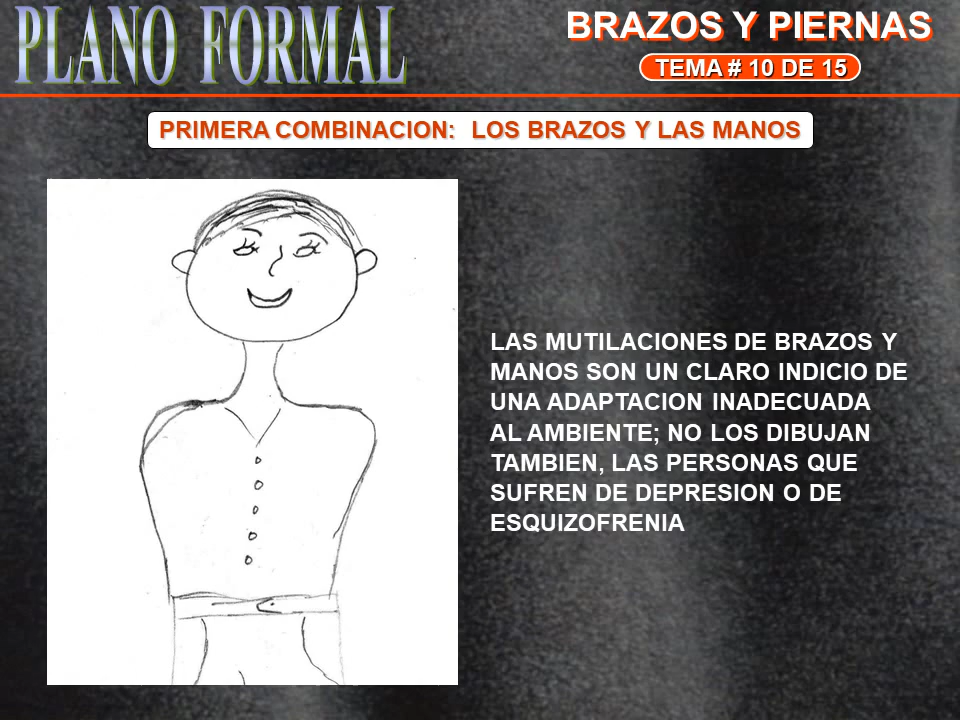 PLANO FORMAL
BRAZOS Y PIERNAS
TEMA # 10 DE 15
PRIMERA COMBINACION: LOS BRAZOS Y LAS MANOS
LAS MUTILACIONES DE BRAZOS Y
MANOS SON UN CLARO INDICIO DE
UNA ADAPTACION INADECUADA
AL AMBIENTE; NO LOS DIBUJAN
TAMBIEN, LAS PERSONAS QUE
SUFREN DE DEPRESION O DE
ESQUIZOFRENIA